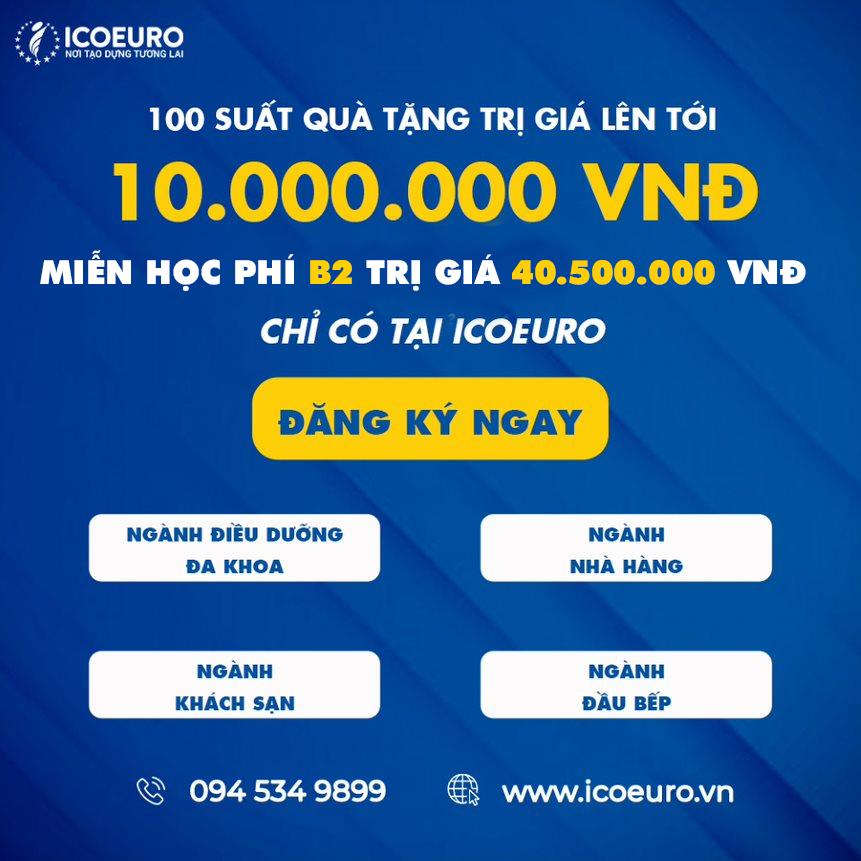 ICOEURO
NƠI TẠO DỰNG TƯƠNG LAI
100 SUẤT QUÀ TẶNG TRỊ GIÁ LÊN TỚI
10.000.000 VNĐ
MIỄN HỌC PHÍ B2 TRỊ GIÁ 40.500.000 VNĐ
CHỈ CÓ TẠI ICOEURO
ĐĂNG KÝ NGAY
NGÀNH ĐIỀU DƯỠNG
ĐA KHOA
NGÀNH
NHÀ HÀNG
NGÀNH
KHÁCH SẠN
NGÀNH
ĐẦU BẾP
094 534 9899
www.icoeuro.vn